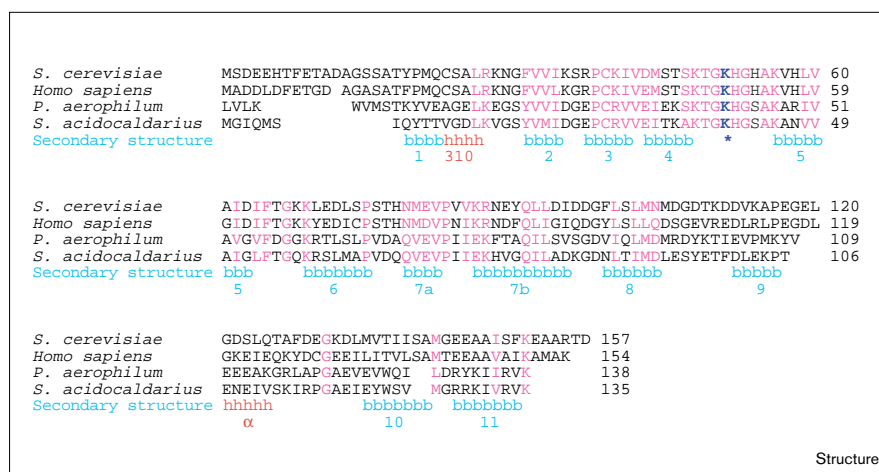 S. cerevisiae MSDEEHTFETADAGSSATYPMQCSALRKNGFVVIKSRPCKIVDMSTSKTGKHGHAKVHLV 60
Homo sapiens MADDLDFETGD AGASATFPMQCSALRKNGFVVLKGRPCKIVEMSTSKTGKHGHAKVHLV 59
P. aerophilum LVLK WVMSTKYVEAGELKEGSYVVIDGEPCRVVEIEKSKTGKHGSAKARIV 51
S. acidocaldarius MGIQMS IQYTTVGDLKVGSYVMIDGEPCRVVEITKAKTGKHGSAKANVV 49
Secondary structure bbbbhhhh bbbb bbbbb bbbbb * bbbbb
1 310 2 3 4 5
S. cerevisiae AIDIFTGKKLEDLSPSTHNMEVPVVKRNEYQLLDIDDGFLSLMNMDGDTKDDVKAPEGEL 120
Homo sapiens GIDIFTGKKYEDICPSTHNMDVPNIKRNDFQLIGIQDGYLSLLQDSGEVREDLRLPEGDL 119
P. aerophilum AVGVFDGGKRTLSLPVDAQVEVPIIEKFTAQILSVSGDVIQLMDMRDYKTIEVPMKYV 109
S. acidocaldarius AIGLFTGQKRSLMAPVDQQVEVPIIEKHVGQILADKGDNLTIMDLESYETFDLEKPT 106
Secondary structure bbb bbbbbbb bbbb bbbbbbbbbb bbbbbb bbbbb
5 6 7a 7b 8 9
S. cerevisiae GDSLQTAFDEGKDLMVTIISAMGEEAAISFKEAARTD 157
Homo sapiens GKEIEQKYDCGEEILITVLSAMTEEAAVAIKAMAK 154
P. aerophilum EEEAKGRLAPGAEVEVWQI LDRYKIIRVK 138
S. acidocaldarius ENEIVSKIRPGAEIEYWSV MGRRKIVRVK 135
Secondary structure hhhhh bbbbbbb bbbbbbb
α 10 11
Structure